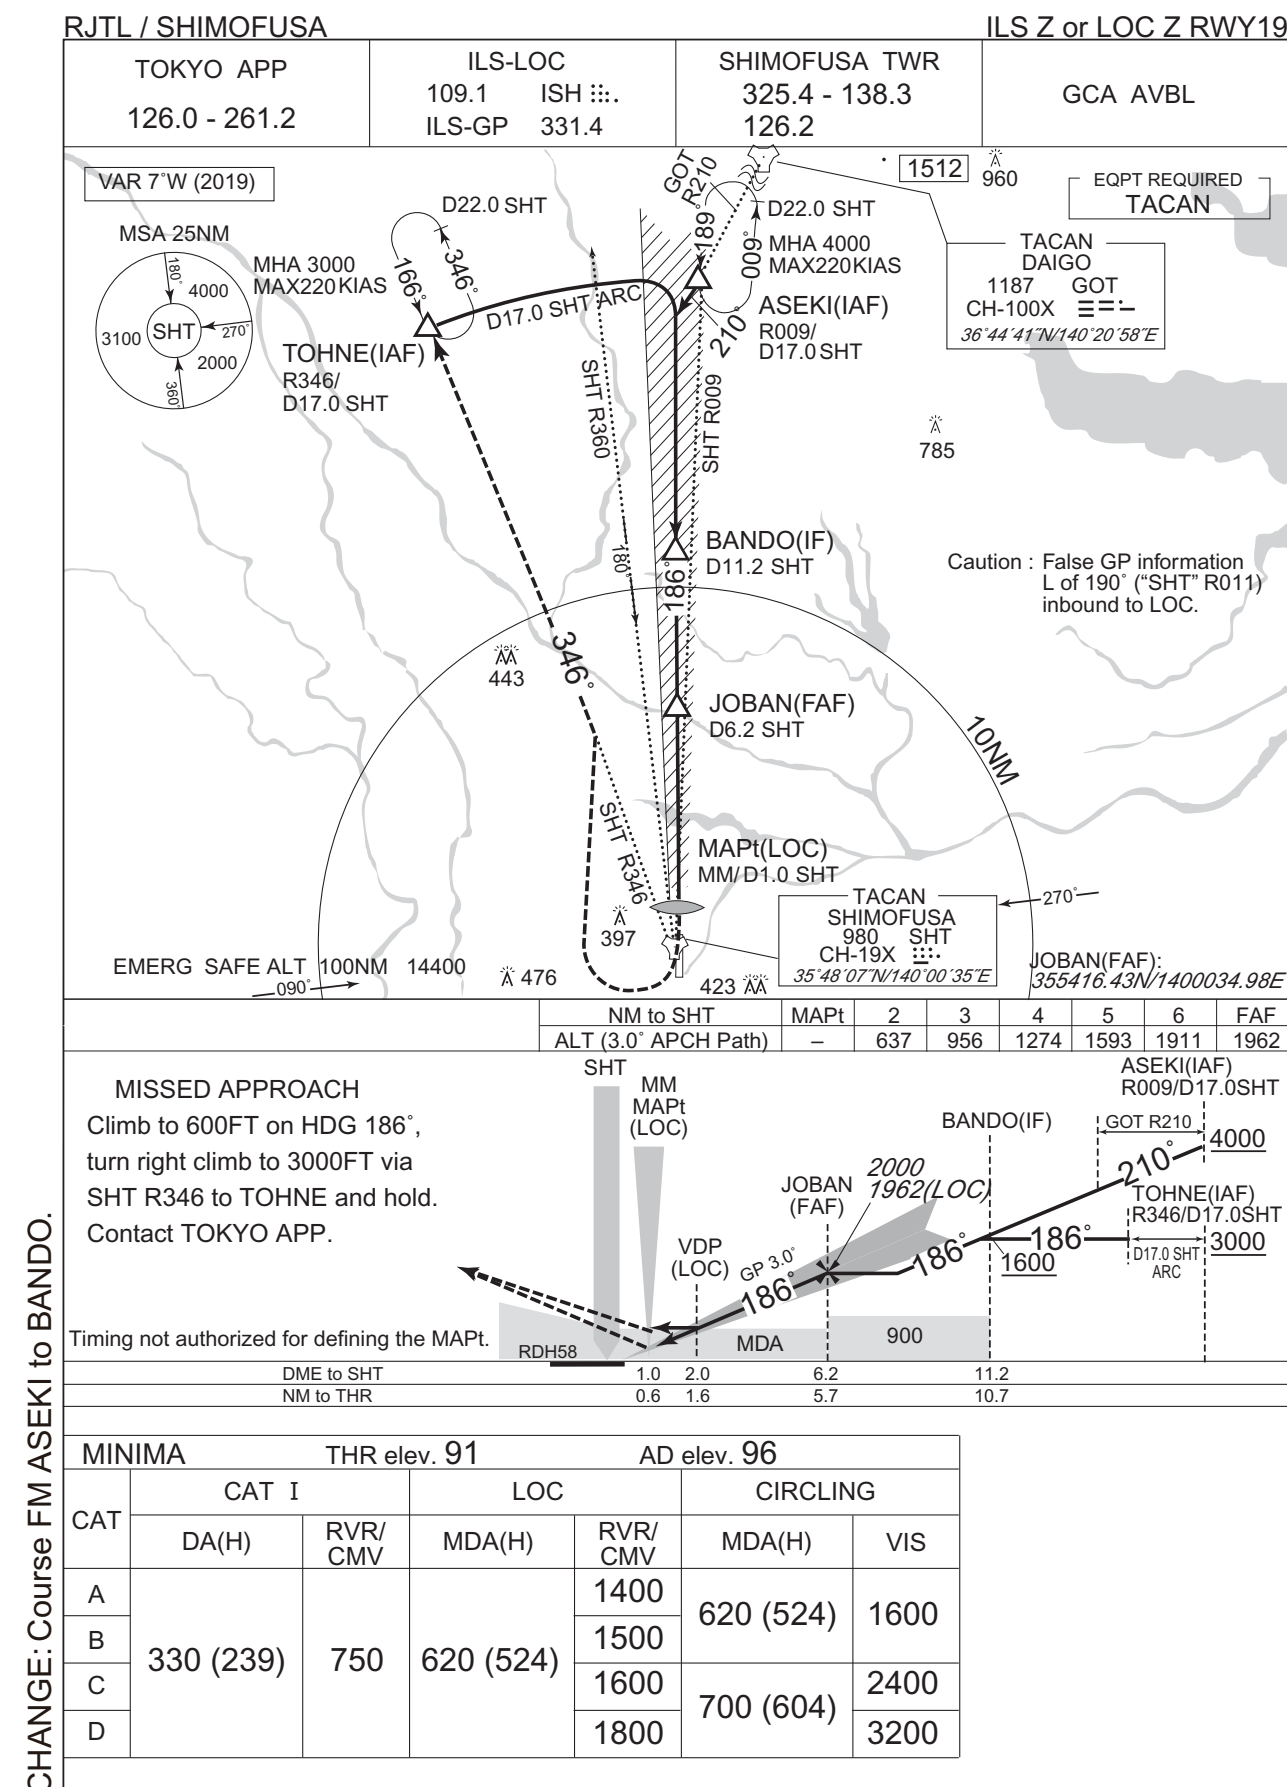 RJTL / SHIMOFUSA
ILS Z or LOC Z RWY19
TOKYO APP
126.0 - 261.2
ILS-LOC
109.1 ISH
ILS-GP 331.4
SHIMOFUSA TWR
325.4 - 138.3
126.2
GCA AVBL
VAR 7°W (2019)
MSA 25NM
180°
4000
3100
SHT
270°
2000
360°
D22.0 SHT
MHA 3000
MAX220KIAS
166°
346°
D17.0 SHT ARC
TOHNE(IAF)
R346/
D17.0 SHT
GOT
R210
189°
009°
D22.0 SHT
MHA 4000
MAX220KIAS
ASEKI(IAF)
R009/
D17.0 SHT
210°
1512
960
EQPT REQUIRED
TACAN
TACAN
DAIGO
1187 GOT
CH-100X
36°44′41″N/140°20′58″E
785
SHT R360
SHT R009
180°
BANDO(IF)
D11.2 SHT
186°
Caution : False GP information
L of 190° (“SHT” R011)
inbound to LOC.
346°
443
JOBAN(FAF)
D6.2 SHT
10NM
SHT R346
MAPt(LOC)
MM/D1.0 SHT
397
TACAN
SHIMOFUSA
980 SHT
CH-19X
35°48′07″N/140°00′35″E
270°
EMERG SAFE ALT 100NM 14400
090°
476
423
JOBAN(FAF):
355416.43N/1400034.98E
NM to SHT MAPt 2 3 4 5 6 FAF
ALT (3.0° APCH Path) – 637 956 1274 1593 1911 1962
MISSED APPROACH
Climb to 600FT on HDG 186°,
turn right climb to 3000FT via
SHT R346 to TOHNE and hold.
Contact TOKYO APP.
Timing not authorized for defining the MAPt.
SHT
MM
MAPt
(LOC)
VDP
(LOC)
GP 3.0°
186°
JOBAN
(FAF)
2000
1962(LOC)
BANDO(IF)
186°
1600
186°
ASEKI(IAF)
R009/D17.0SHT
GOT R210
4000
210°
TOHNE(IAF)
R346/D17.0SHT
D17.0 SHT
ARC
3000
RDH58
MDA
900
DME to SHT 1.0 2.0 6.2 11.2
NM to THR 0.6 1.6 5.7 10.7
MINIMA THR elev. 91 AD elev. 96
CAT CAT I LOC CIRCLING
DA(H) RVR/CMV MDA(H) RVR/CMV MDA(H) VIS
A 330 (239) 750 620 (524) 1400 620 (524) 1600
B 1500
C 1600 700 (604) 2400
D 1800 3200
CHANGE: Course FM ASEKI to BANDO.